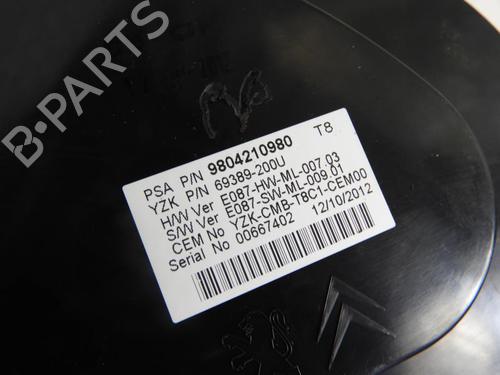 PSA P/N 9804210980 T8
YZK P/N 69389-200U
H/W Ver E087-HW-ML-007.03
S/W Ver E087-SW-ML-009.01
CEM No YZK-CMB-T8C1-CEM00
Serial No 00667402 12/10/2012